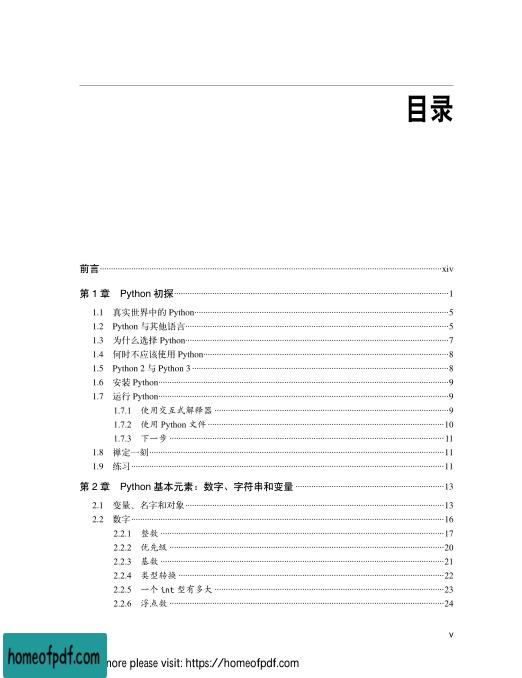 目录
前言 xiv
第 1 章 Python 初探 1
1.1 真实世界中的 Python 5
1.2 Python 与其他语言 5
1.3 为什么选择 Python 7
1.4 何时不应该使用 Python 8
1.5 Python 2 与 Python 3 8
1.6 安装 Python 9
1.7 运行 Python 9
1.7.1 使用交互式解释器 9
1.7.2 使用 Python 文件 10
1.7.3 下一步 11
1.8 禅定一刻 11
1.9 练习 11
第 2 章 Python 基本元素：数字、字符串和变量 13
2.1 变量、名字和对象 13
2.2 数字 16
2.2.1 整数 17
2.2.2 优先级 20
2.2.3 基数 21
2.2.4 类型转换 22
2.2.5 一个 int 型有多大 23
2.2.6 浮点数 24
v
homeofpdf.com
more please visit: https://homeofpdf.com